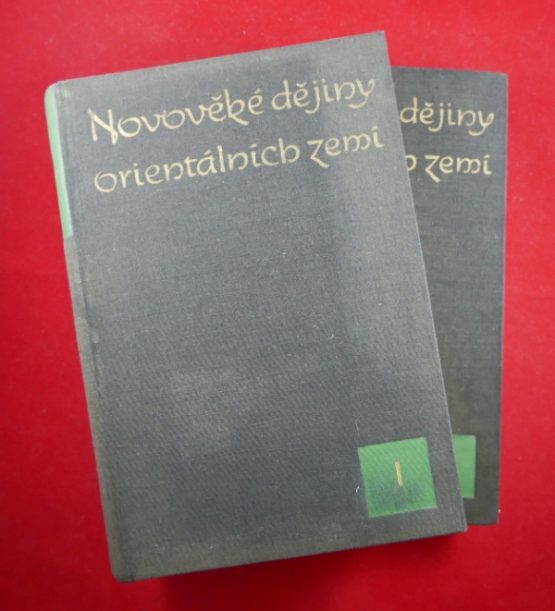 Novověké dějiny
orientálních zemí
I
dějiny
zemí